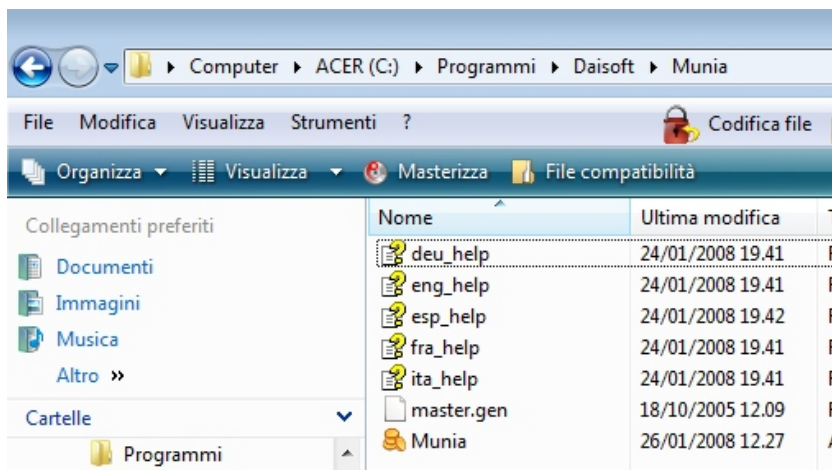 Computer ACER (C:) Programmi Daisoft Munia
File Modifica Visualizza Strumenti ? Codifica file
Organizza Visualizza Masterizza File compatibilità
Collegamenti preferiti
Documenti
Immagini
Musica
Altro »
Cartelle
Programmi
Nome Ultima modifica
deu_help 24/01/2008 19.41
eng_help 24/01/2008 19.41
esp_help 24/01/2008 19.42
fra_help 24/01/2008 19.41
ita_help 24/01/2008 19.41
master.gen 18/10/2005 12.09
Munia 26/01/2008 12.27